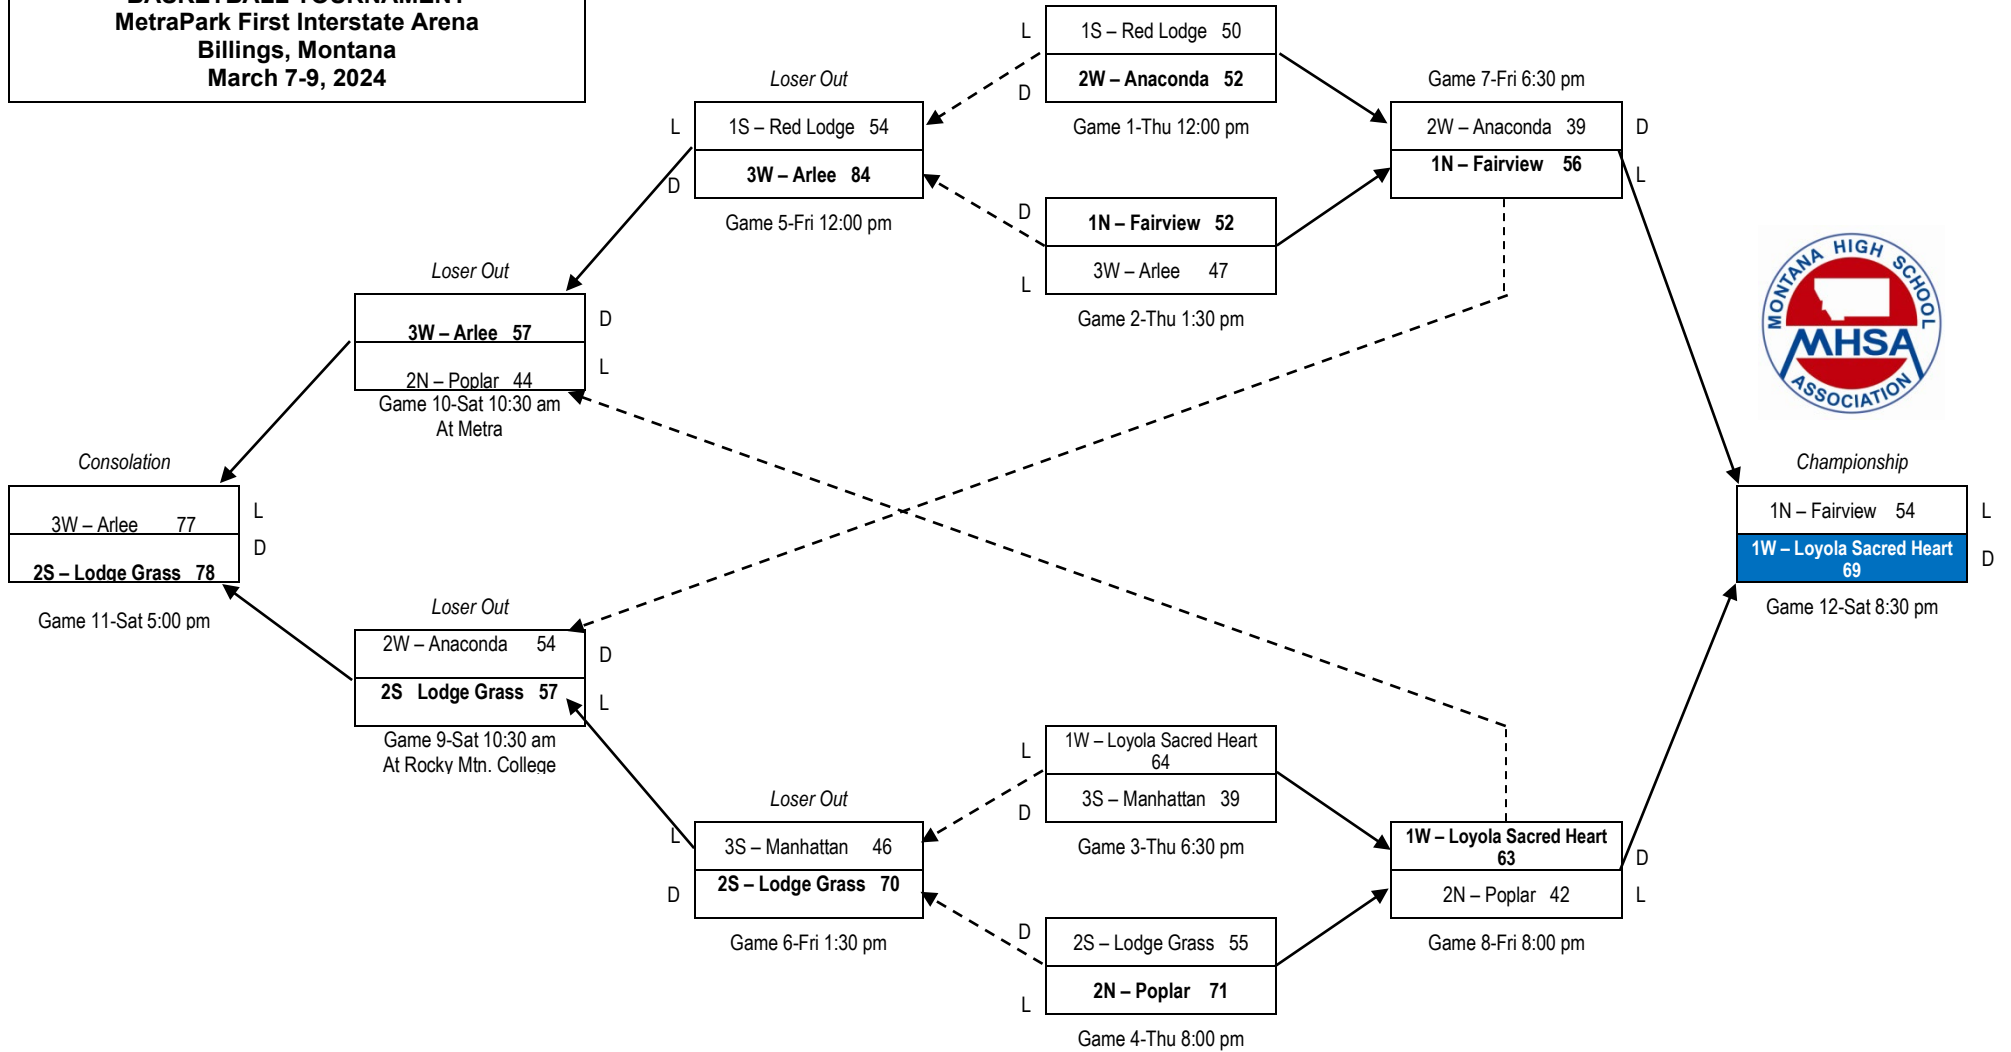 BASKETBALL TOURNAMENT
MetraPark First Interstate Arena
Billings, Montana
March 7-9, 2024
L
1S – Red Lodge 50
D
2W – Anaconda 52
Game 1-Thu 12:00 pm
D
1N – Fairview 52
L
3W – Arlee 47
Game 2-Thu 1:30 pm
Loser Out
L
1S – Red Lodge 54
D
3W – Arlee 84
Game 5-Fri 12:00 pm
Game 7-Fri 6:30 pm
2W – Anaconda 39
D
1N – Fairview 56
L
Loser Out
3W – Arlee 57
D
2N – Poplar 44
L
Game 10-Sat 10:30 am
At Metra
MONTANA HIGH SCHOOL
MHSA
ASSOCIATION
Consolation
3W – Arlee 77
L
2S – Lodge Grass 78
D
Game 11-Sat 5:00 pm
Championship
1N – Fairview 54
L
1W – Loyola Sacred Heart
69
D
Game 12-Sat 8:30 pm
Loser Out
2W – Anaconda 54
D
2S Lodge Grass 57
L
Game 9-Sat 10:30 am
At Rocky Mtn. College
L
1W – Loyola Sacred Heart
64
D
3S – Manhattan 39
Game 3-Thu 6:30 pm
Loser Out
L
3S – Manhattan 46
D
2S – Lodge Grass 70
Game 6-Fri 1:30 pm
1W – Loyola Sacred Heart
63
D
2N – Poplar 42
L
Game 8-Fri 8:00 pm
D
2S – Lodge Grass 55
L
2N – Poplar 71
Game 4-Thu 8:00 pm